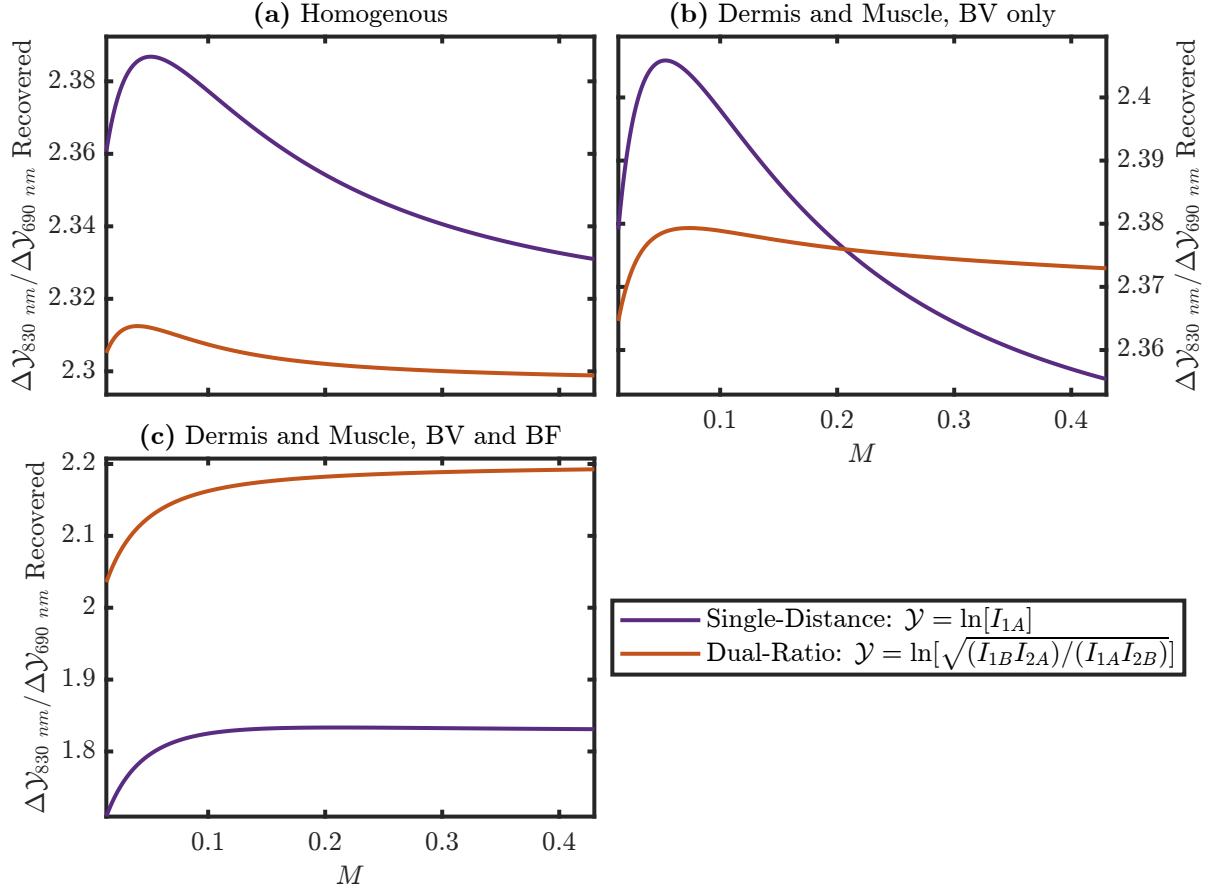 (a) Homogenous
(b) Dermis and Muscle, BV only
Δ𝒴830 nm/Δ𝒴690 nm Recovered
2.38
2.36
2.34
2.32
2.3
2.4
2.39
2.38
2.37
2.36
Δ𝒴830 nm/Δ𝒴690 nm Recovered
0.1 0.2 0.3 0.4
M
(c) Dermis and Muscle, BV and BF
Δ𝒴830 nm/Δ𝒴690 nm Recovered
2.2
2.1
2
1.9
1.8
0.1 0.2 0.3 0.4
M
Single-Distance: 𝒴 = ln[I1A]
Dual-Ratio: 𝒴 = ln[√(I1BI2A)/(I1AI2B)]